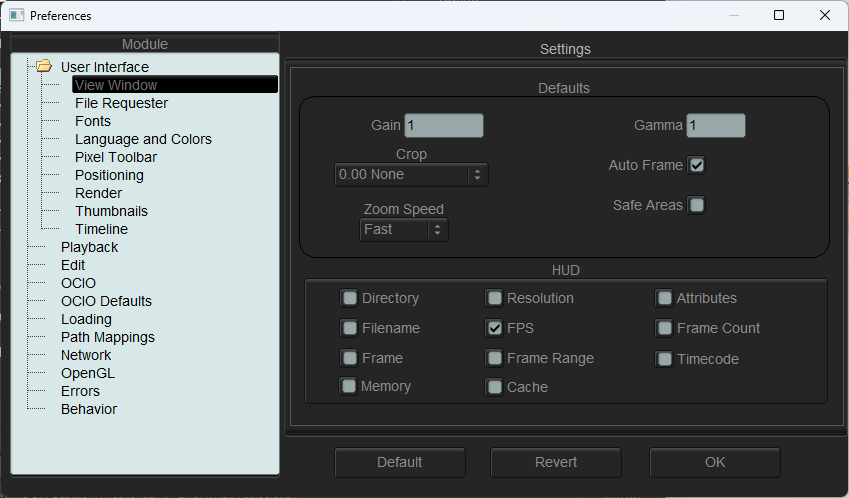 Preferences
Module
User Interface
View Window
File Requester
Fonts
Language and Colors
Pixel Toolbar
Positioning
Render
Thumbnails
Timeline
Playback
Edit
OCIO
OCIO Defaults
Loading
Path Mappings
Network
OpenGL
Errors
Behavior
Settings
Defaults
Gain 1
Gamma 1
Crop
0.00 None
Auto Frame
Zoom Speed
Fast
Safe Areas
HUD
Directory Resolution Attributes
Filename FPS Frame Count
Frame Frame Range Timecode
Memory Cache
Default Revert OK